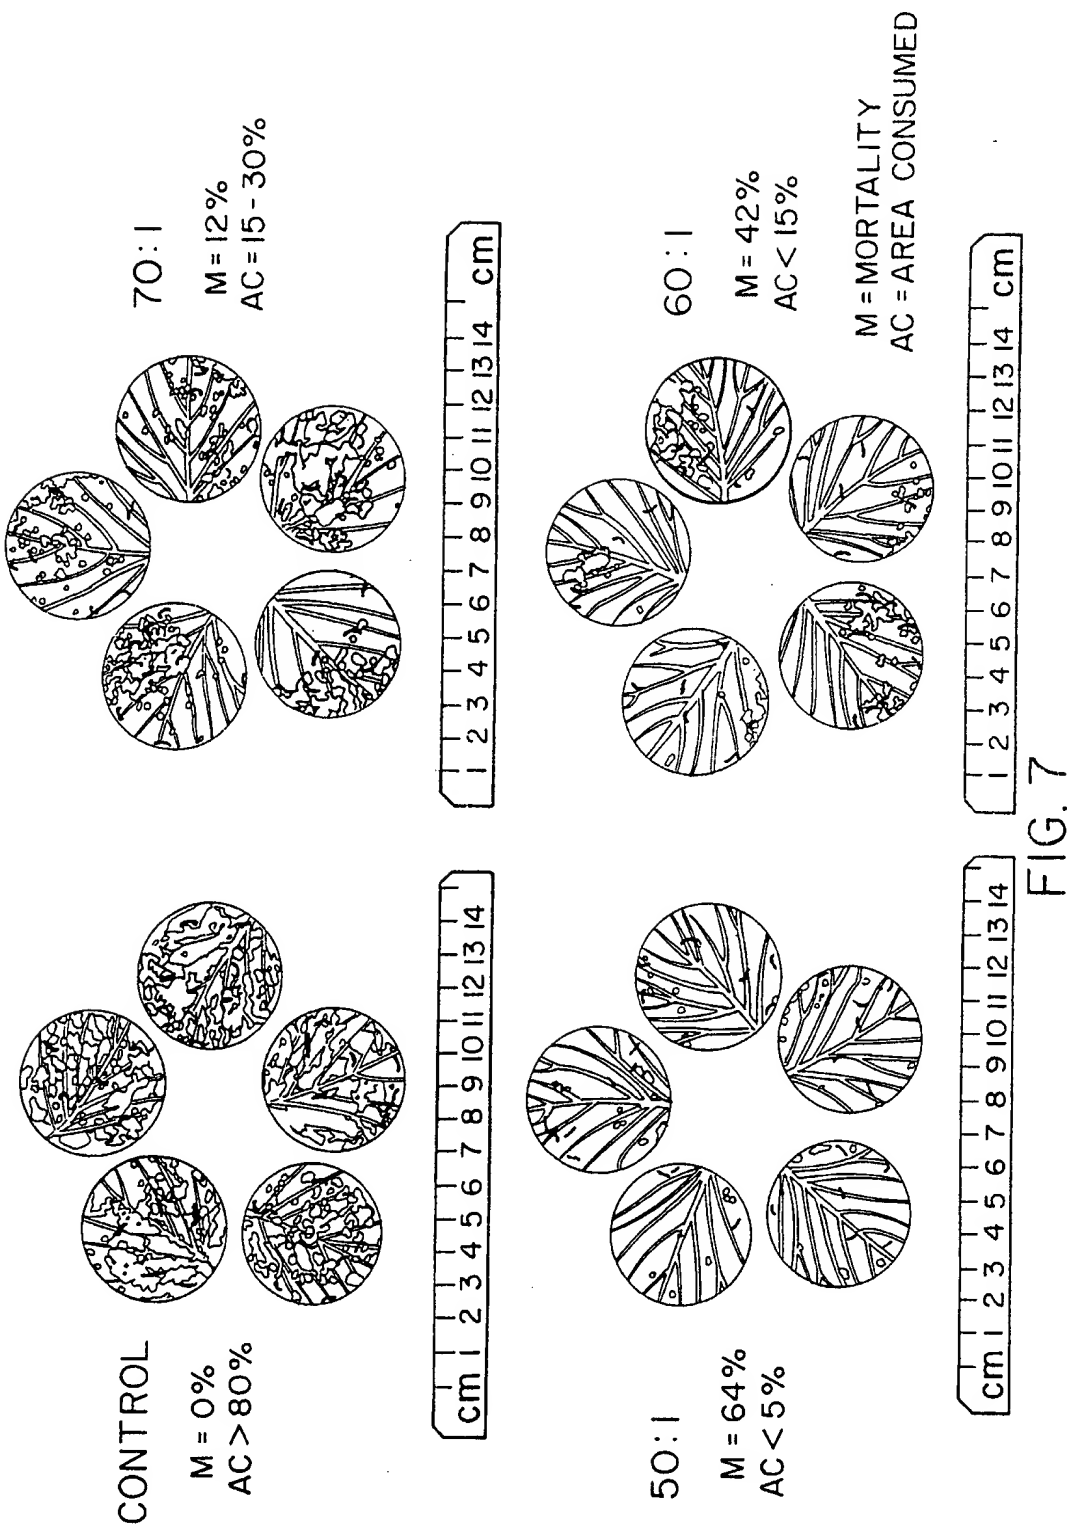 CONTROL
M = 0%
AC > 80%
cm 1 2 3 4 5 6 7 8 9 10 11 12 13 14
70:1
M = 12%
AC = 15-30%
1 2 3 4 5 6 7 8 9 10 11 12 13 14 cm
50:1
M = 64%
AC < 5%
cm 1 2 3 4 5 6 7 8 9 10 11 12 13 14
60:1
M = 42%
AC < 15%
M = MORTALITY
AC = AREA CONSUMED
1 2 3 4 5 6 7 8 9 10 11 12 13 14 cm
FIG. 7